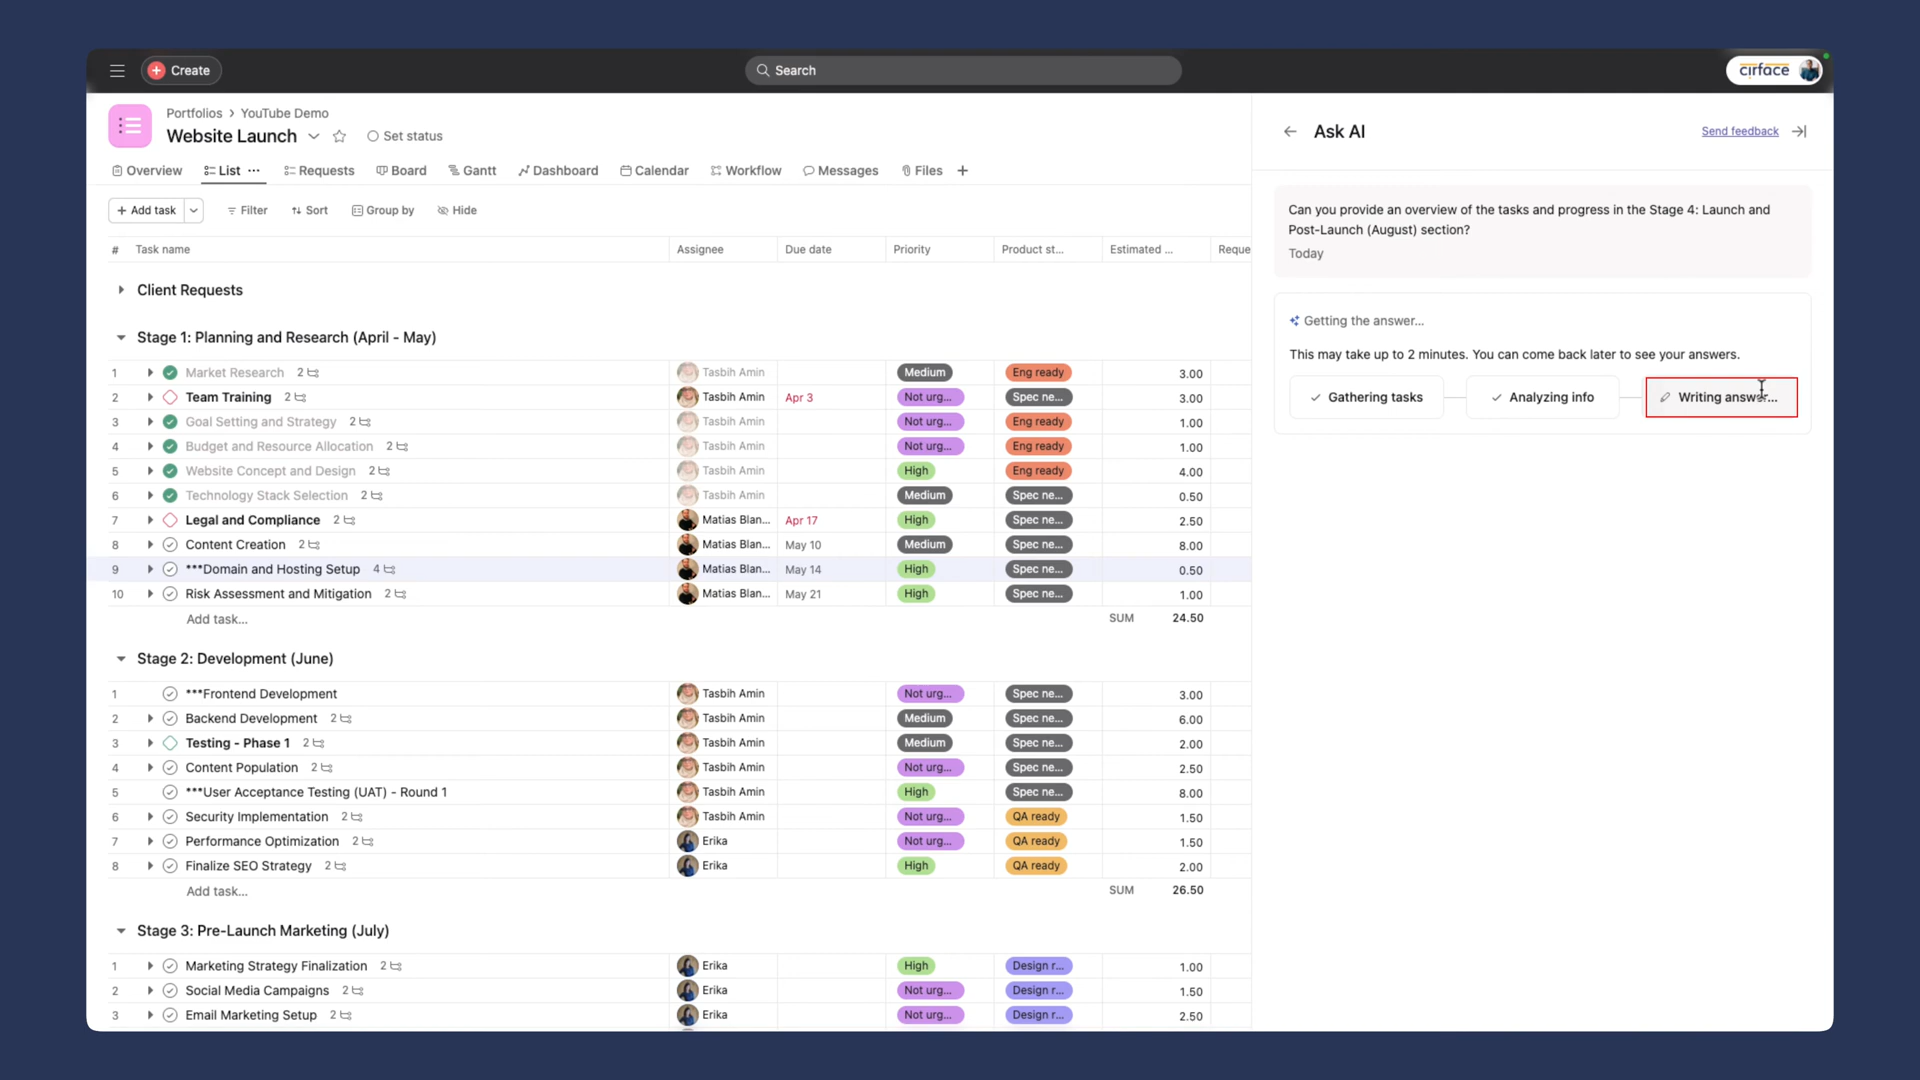 Create
Search
cirface
Portfolios > YouTube Demo
Website Launch
Set status
Overview
List
Requests
Board
Gantt
Dashboard
Calendar
Workflow
Messages
Files
Add task
Filter
Sort
Group by
Hide
# Task name Assignee Due date Priority Product st... Estimated ... Reque
Client Requests
Stage 1: Planning and Research (April - May)
1 Market Research 2 Tasbih Amin Medium Eng ready 3.00
2 Team Training 2 Tasbih Amin Apr 3 Not urg... Spec ne... 3.00
3 Goal Setting and Strategy 2 Tasbih Amin Not urg... Eng ready 1.00
4 Budget and Resource Allocation 2 Tasbih Amin Not urg... Eng ready 1.00
5 Website Concept and Design 2 Tasbih Amin High Eng ready 4.00
6 Technology Stack Selection 2 Tasbih Amin Medium Spec ne... 0.50
7 Legal and Compliance 2 Matias Blan... Apr 17 High Spec ne... 2.50
8 Content Creation 2 Matias Blan... May 10 Medium Spec ne... 8.00
9 ***Domain and Hosting Setup 4 Matias Blan... May 14 High Spec ne... 0.50
10 Risk Assessment and Mitigation 2 Matias Blan... May 21 High Spec ne... 1.00
Add task... SUM 24.50
Stage 2: Development (June)
1 ***Frontend Development Tasbih Amin Not urg... Spec ne... 3.00
2 Backend Development 2 Tasbih Amin Medium Spec ne... 6.00
3 Testing - Phase 1 2 Tasbih Amin Medium Spec ne... 2.00
4 Content Population 2 Tasbih Amin Not urg... Spec ne... 2.50
5 ***User Acceptance Testing (UAT) - Round 1 Tasbih Amin High Spec ne... 8.00
6 Security Implementation 2 Tasbih Amin Not urg... QA ready 1.50
7 Performance Optimization 2 Erika Not urg... QA ready 1.50
8 Finalize SEO Strategy 2 Erika High QA ready 2.00
Add task... SUM 26.50
Stage 3: Pre-Launch Marketing (July)
1 Marketing Strategy Finalization 2 Erika High Design r... 1.00
2 Social Media Campaigns 2 Erika Not urg... Design r... 1.50
3 Email Marketing Setup 2 Erika Not urg... Design r... 2.50
Ask AI
Send feedback
Can you provide an overview of the tasks and progress in the Stage 4: Launch and
Post-Launch (August) section?
Today
Getting the answer...
This may take up to 2 minutes. You can come back later to see your answers.
Gathering tasks
Analyzing info
Writing answer...